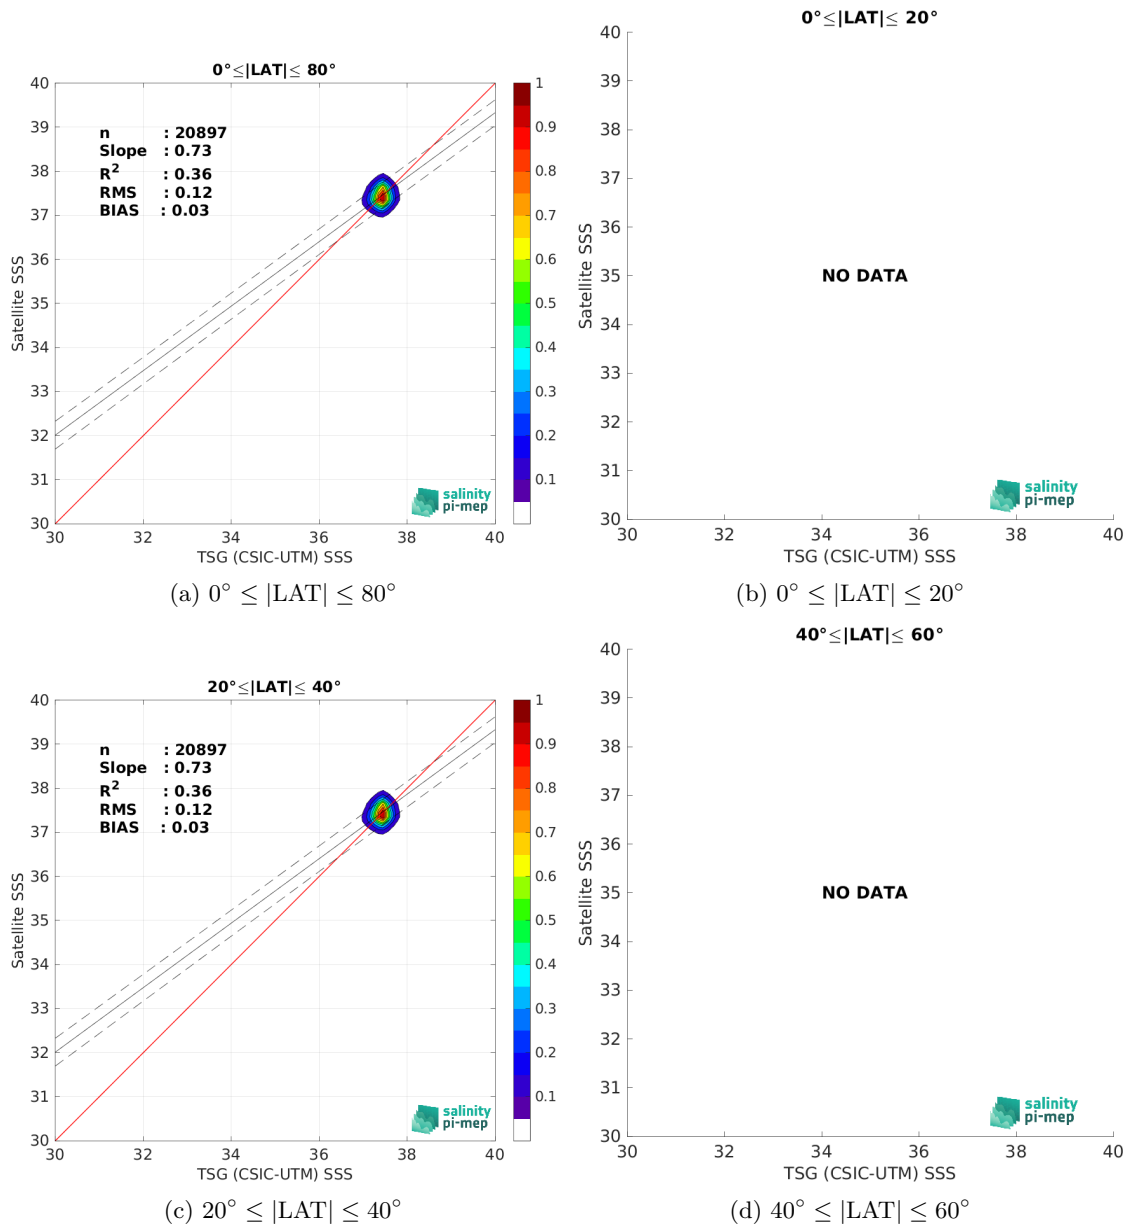 0°≤|LAT|≤ 80°
40
39
38
37
36
35
34
33
32
31
30
Satellite SSS
n : 20897
Slope : 0.73
R² : 0.36
RMS : 0.12
BIAS : 0.03
salinity
pi-mep
30 32 34 36 38 40
TSG (CSIC-UTM) SSS
1
0.9
0.8
0.7
0.6
0.5
0.4
0.3
0.2
0.1
(a) 0° ≤ |LAT| ≤ 80°
0°≤|LAT|≤ 20°
40
39
38
37
36
35
34
33
32
31
30
Satellite SSS
NO DATA
salinity
pi-mep
30 32 34 36 38 40
TSG (CSIC-UTM) SSS
(b) 0° ≤ |LAT| ≤ 20°
20°≤|LAT|≤ 40°
40
39
38
37
36
35
34
33
32
31
30
Satellite SSS
n : 20897
Slope : 0.73
R² : 0.36
RMS : 0.12
BIAS : 0.03
salinity
pi-mep
30 32 34 36 38 40
TSG (CSIC-UTM) SSS
1
0.9
0.8
0.7
0.6
0.5
0.4
0.3
0.2
0.1
(c) 20° ≤ |LAT| ≤ 40°
40°≤|LAT|≤ 60°
40
39
38
37
36
35
34
33
32
31
30
Satellite SSS
NO DATA
salinity
pi-mep
30 32 34 36 38 40
TSG (CSIC-UTM) SSS
(d) 40° ≤ |LAT| ≤ 60°